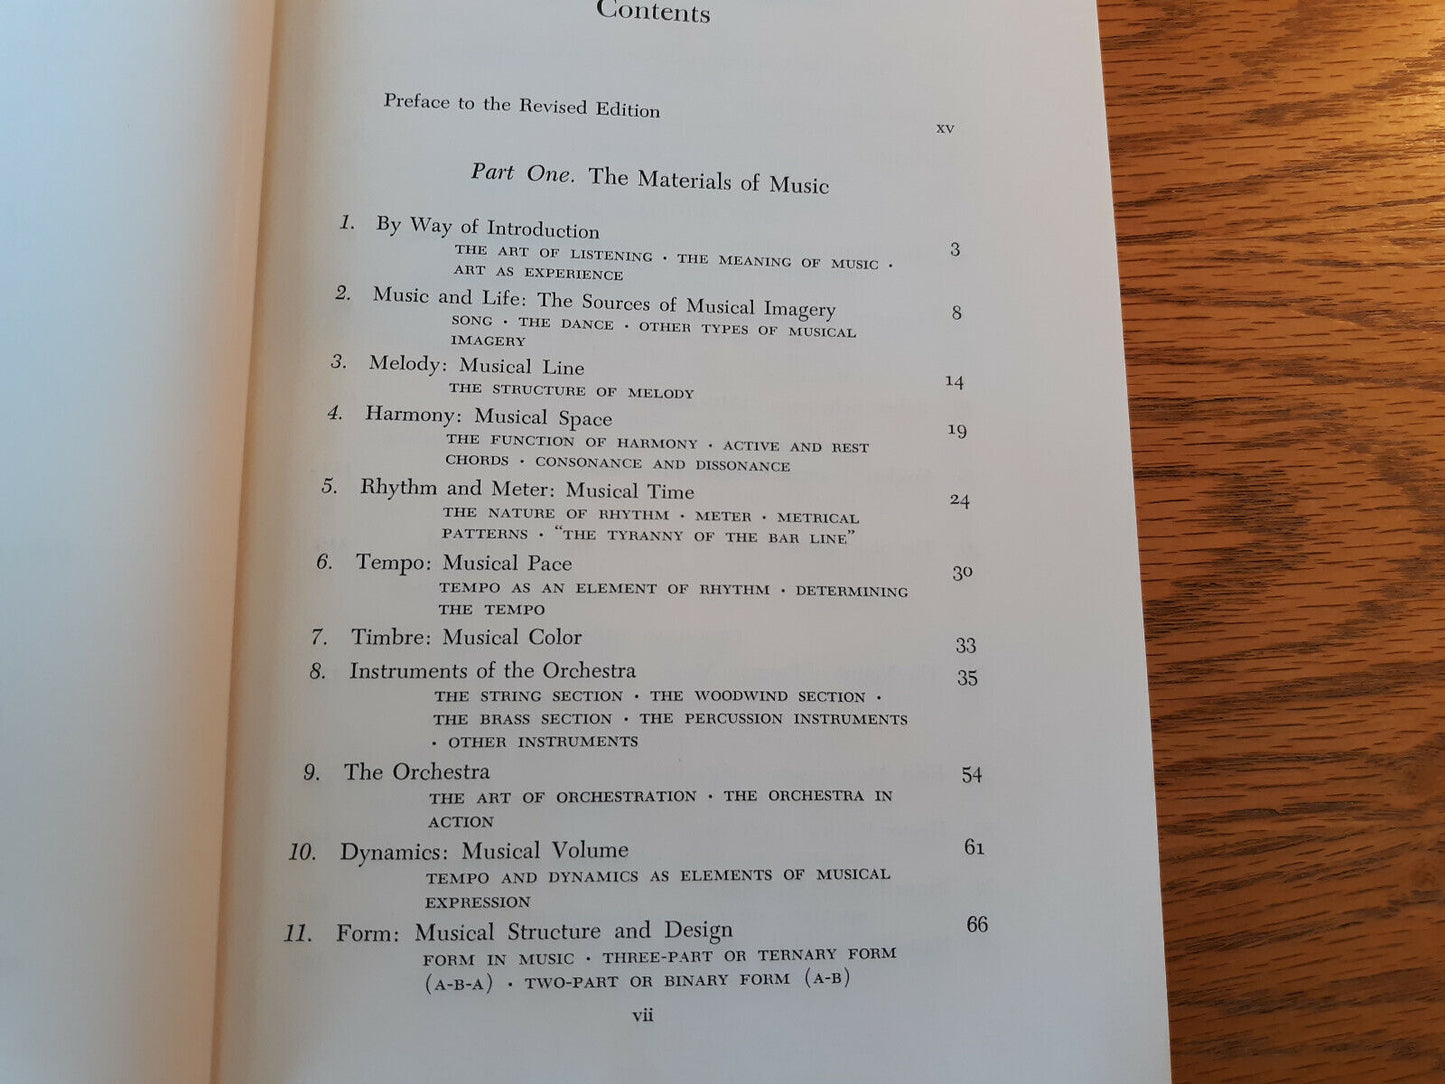 Contents
Preface to the Revised Edition xv
Part One. The Materials of Music
1. By Way of Introduction 3
THE ART OF LISTENING · THE MEANING OF MUSIC ·
ART AS EXPERIENCE
2. Music and Life: The Sources of Musical Imagery 8
SONG · THE DANCE · OTHER TYPES OF MUSICAL
IMAGERY
3. Melody: Musical Line 14
THE STRUCTURE OF MELODY
4. Harmony: Musical Space 19
THE FUNCTION OF HARMONY · ACTIVE AND REST
CHORDS · CONSONANCE AND DISSONANCE
5. Rhythm and Meter: Musical Time 24
THE NATURE OF RHYTHM · METER · METRICAL
PATTERNS · “THE TYRANNY OF THE BAR LINE”
6. Tempo: Musical Pace 30
TEMPO AS AN ELEMENT OF RHYTHM · DETERMINING
THE TEMPO
7. Timbre: Musical Color 33
8. Instruments of the Orchestra 35
THE STRING SECTION · THE WOODWIND SECTION ·
THE BRASS SECTION · THE PERCUSSION INSTRUMENTS
· OTHER INSTRUMENTS
9. The Orchestra 54
THE ART OF ORCHESTRATION · THE ORCHESTRA IN
ACTION
10. Dynamics: Musical Volume 61
TEMPO AND DYNAMICS AS ELEMENTS OF MUSICAL
EXPRESSION
11. Form: Musical Structure and Design 66
FORM IN MUSIC · THREE-PART OR TERNARY FORM
(A-B-A) · TWO-PART OR BINARY FORM (A-B)
vii